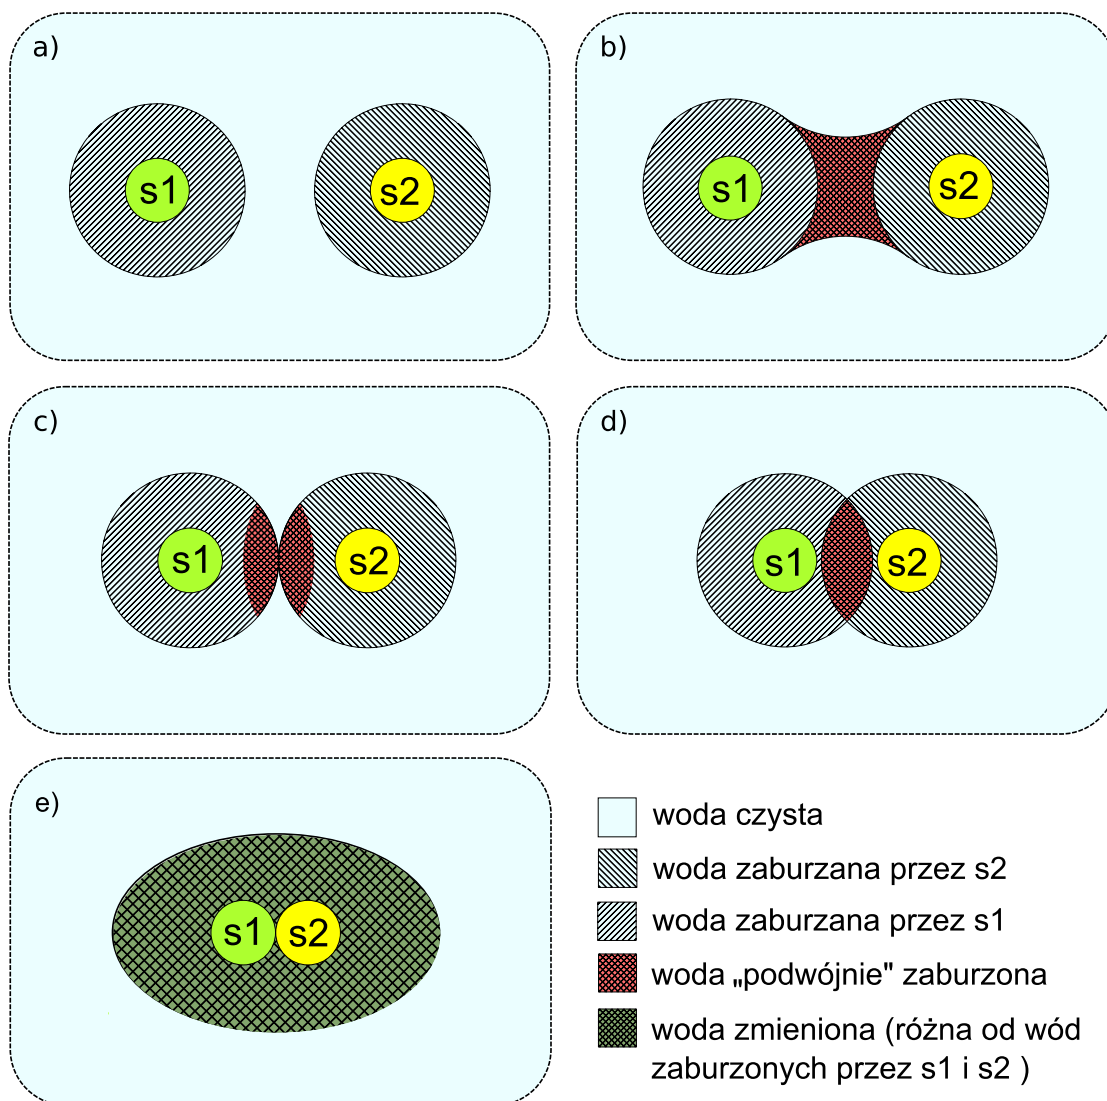 a)
s1
s2
b)
s1
s2
c)
s1
s2
d)
s1
s2
e)
s1
s2
woda czysta
woda zaburzana przez s2
woda zaburzana przez s1
woda „podwójnie" zaburzona
woda zmieniona (różna od wód
zaburzonych przez s1 i s2 )